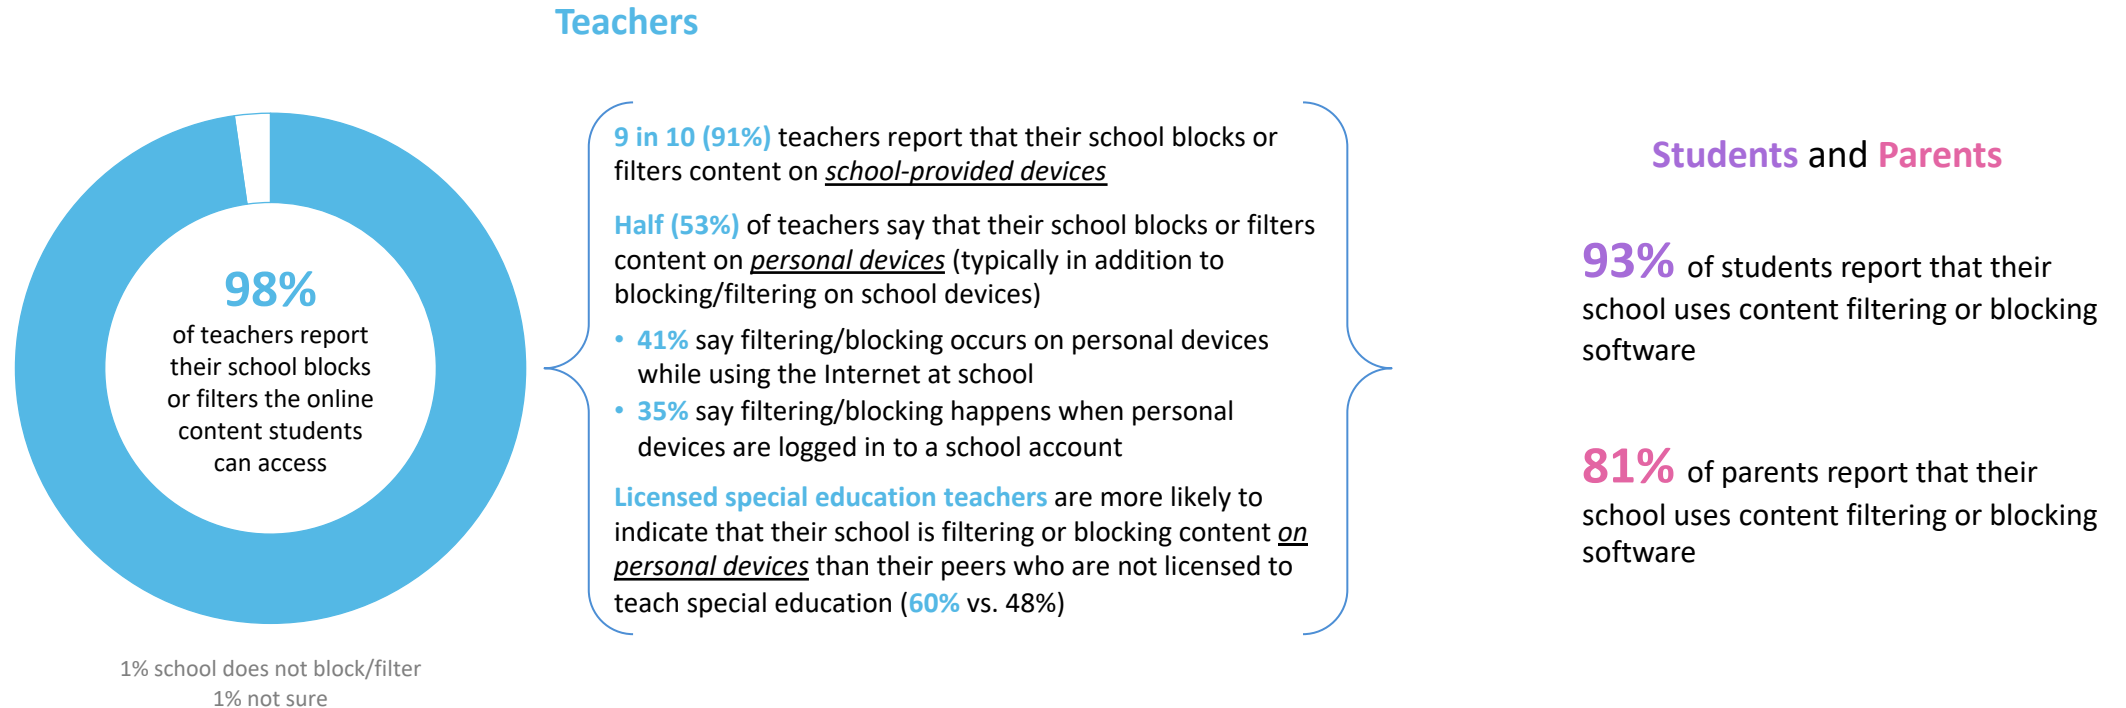 Teachers
98%
of teachers report
their school blocks
or filters the online
content students
can access
1% school does not block/filter
1% not sure
9 in 10 (91%) teachers report that their school blocks or
filters content on school-provided devices
Half (53%) of teachers say that their school blocks or filters
content on personal devices (typically in addition to
blocking/filtering on school devices)
• 41% say filtering/blocking occurs on personal devices
while using the Internet at school
• 35% say filtering/blocking happens when personal
devices are logged in to a school account
Licensed special education teachers are more likely to
indicate that their school is filtering or blocking content on
personal devices than their peers who are not licensed to
teach special education (60% vs. 48%)
Students and Parents
93% of students report that their
school uses content filtering or blocking
software
81% of parents report that their
school uses content filtering or blocking
software